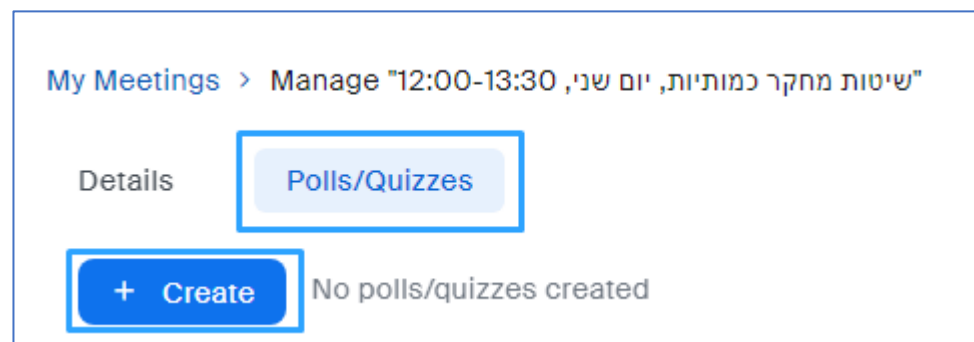 My Meetings > Manage "שיטות מחקר כמותיות, יום שני, 12:00-13:30"
Details Polls/Quizzes
+ Create No polls/quizzes created